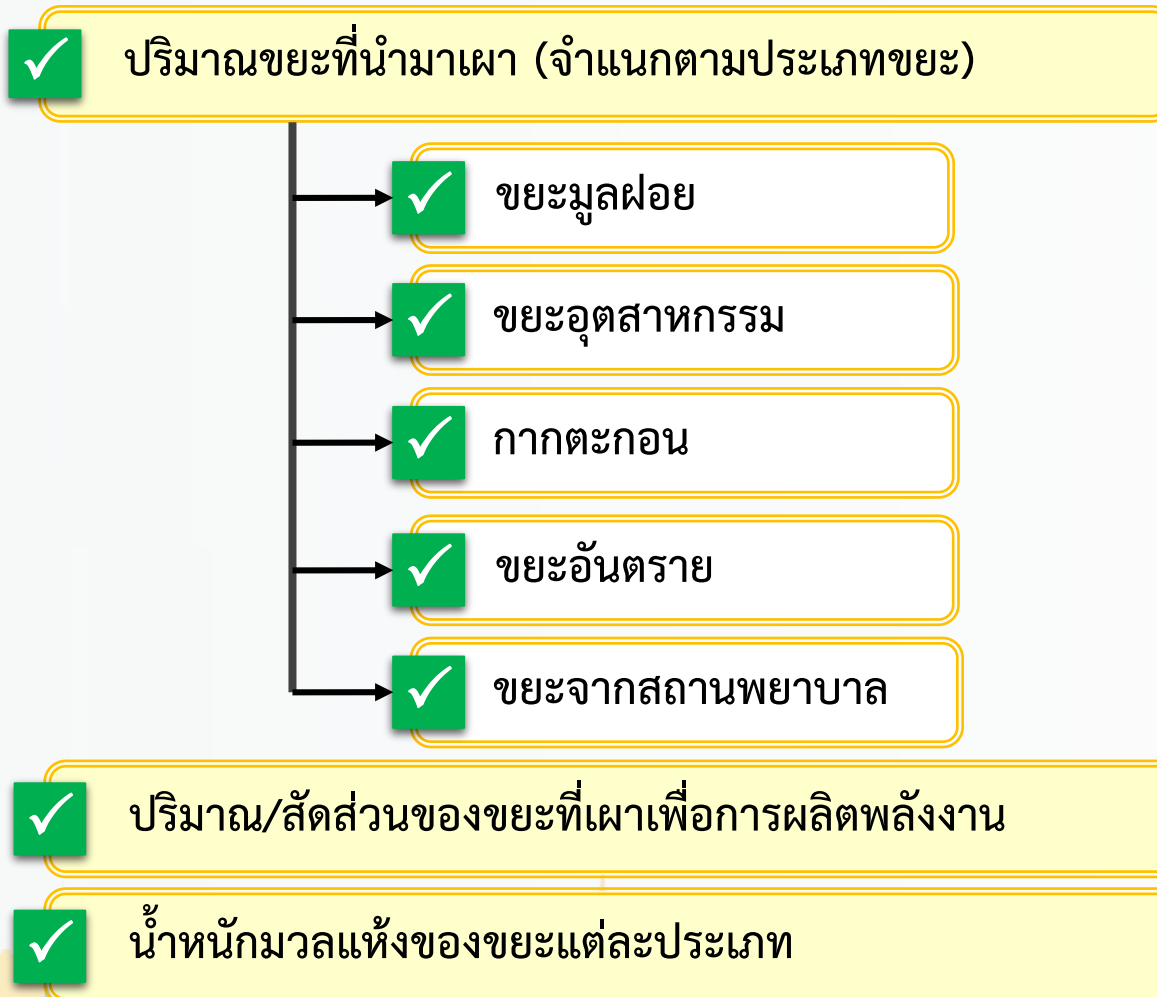 ปริมาณขยะที่นำมาเผา (จำแนกตามประเภทขยะ)
ขยะมูลฝอย
ขยะอุตสาหกรรม
กากตะกอน
ขยะอันตราย
ขยะจากสถานพยาบาล
ปริมาณ/สัดส่วนของขยะที่เผาเพื่อการผลิตพลังงาน
น้ำหนักมวลแห้งของขยะแต่ละประเภท